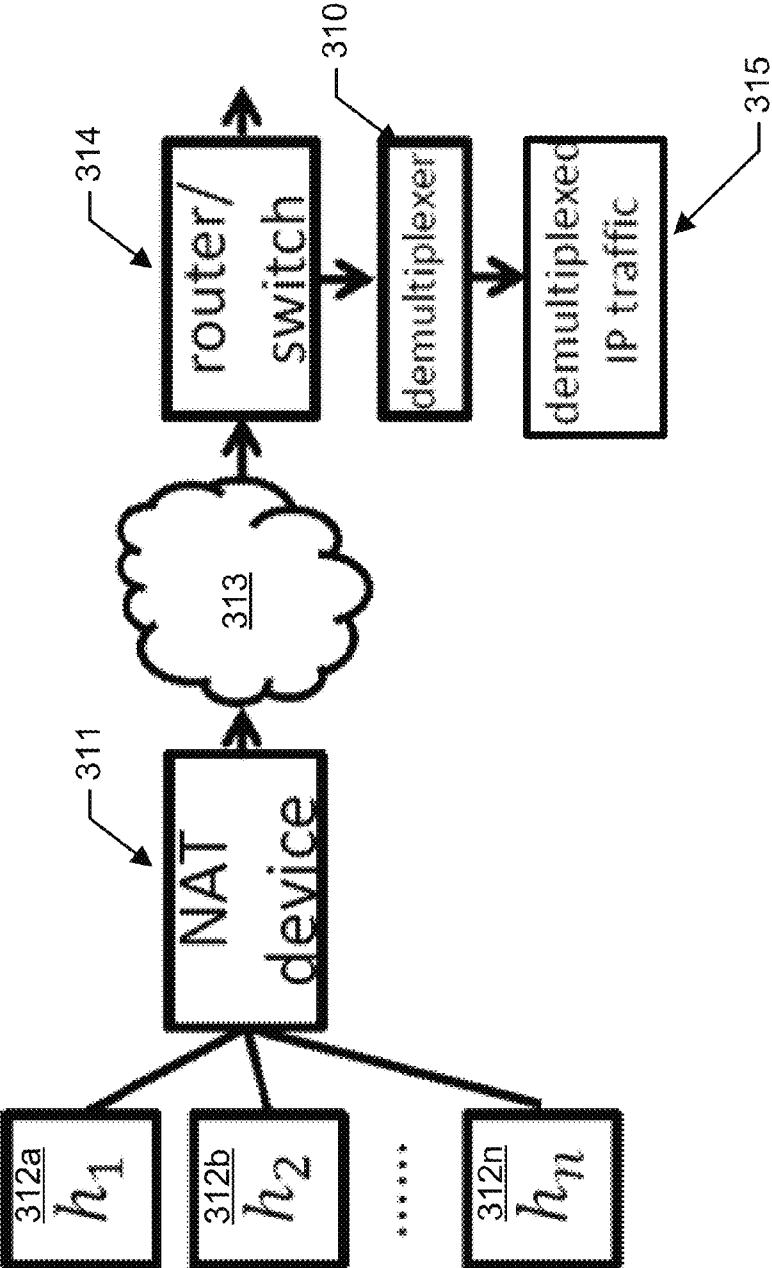 312a
h1
312b
h2
......
312n
hn
311
NAT
device
313
314
router/
switch
310
demultiplexer
315
demultiplexed
IP traffic